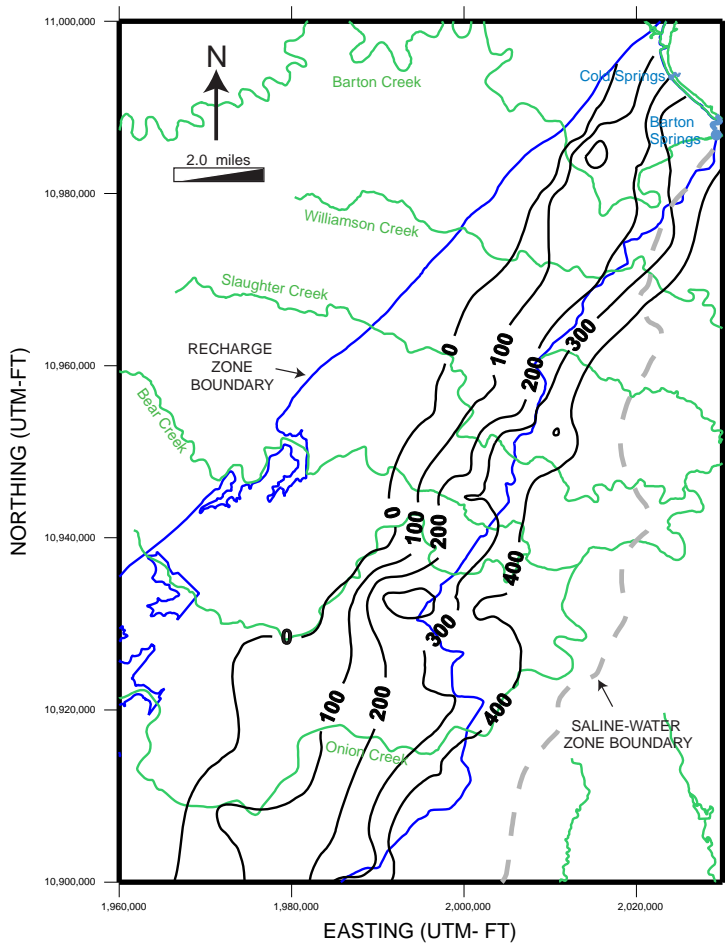 11,000,000
N
Cold Springs
Barton Creek
Barton
Springs
2.0 miles
10,980,000
Williamson Creek
Slaughter Creek
300
RECHARGE
ZONE
BOUNDARY
0
100
200
10,960,000
Bear Creek
NORTHING (UTM-FT)
0
100
200
10,940,000
400
0
300
100
200
400
10,920,000
SALINE-WATER
ZONE BOUNDARY
Onion Creek
10,900,000
1,960,000
1,980,000
2,000,000
2,020,000
EASTING (UTM- FT)